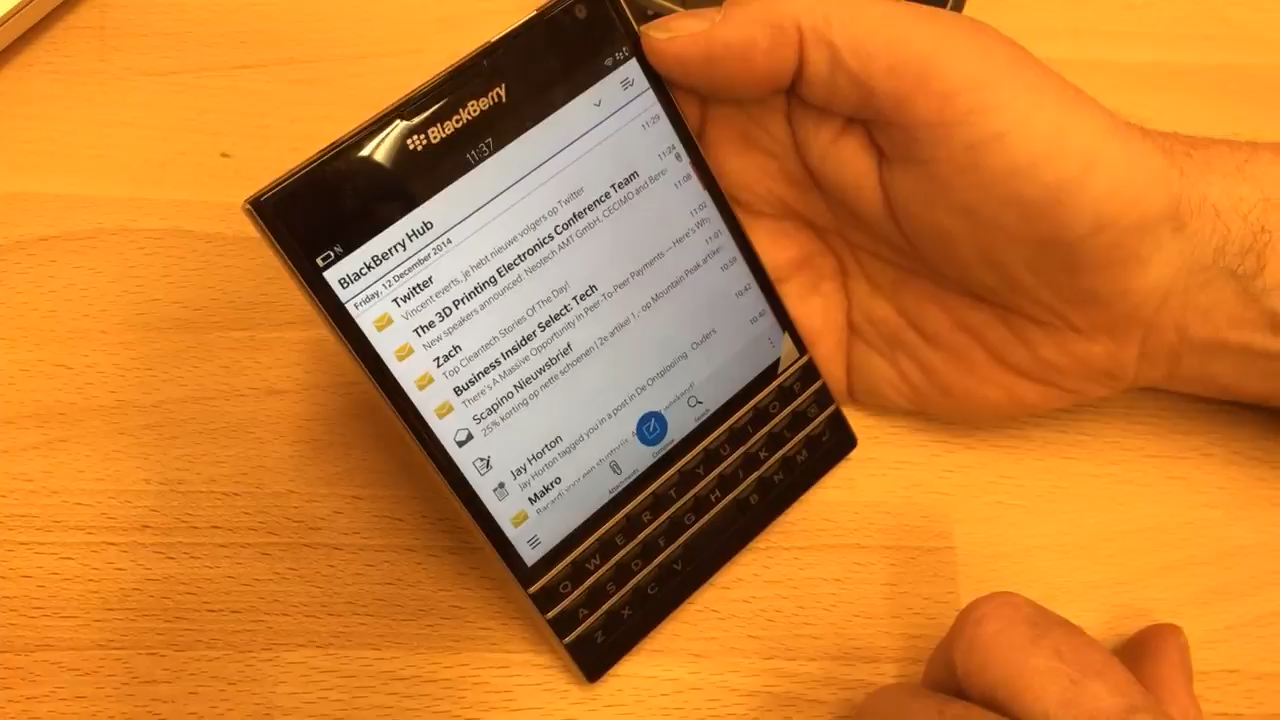 BlackBerry
11:37
BlackBerry Hub
Friday, 12 December 2014
Twitter 11:29
Vincent everts, je hebt nieuwe volgers op Twitter
The 3D Printing Electronics Conference Team 11:24
New speakers announced: Neotech AMT GmbH, CECIMO and Bere
Zach 11:08
Top Cleantech Stories Of The Day!
Business Insider Select: Tech 11:02
There's A Massive Opportunity In Peer-To-Peer Payments — Here's Why
Scapino Nieuwsbrief 11:01
25% korting op nette schoenen | 2e artikel 1,- op Mountain Peak artike
10:59
Jay Horton 10:42
Jay Horton tagged you in a post in De Ontplooiing Ouders
Makro 10:40
Attachments
Compose
Search
Q W E R T Y U I O P
A S D F G H J K L
Z X C V B N M